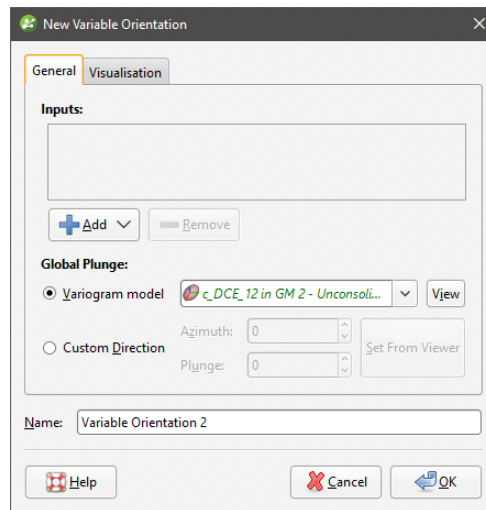 New Variable Orientation
General Visualisation
Inputs:
Add Remove
Global Plunge:
Variogram model c_DCE_12 in GM 2 - Unconsoli... View
Azimuth: 0
Custom Direction Set From Viewer
Plunge: 0
Name: Variable Orientation 2
Help Cancel OK